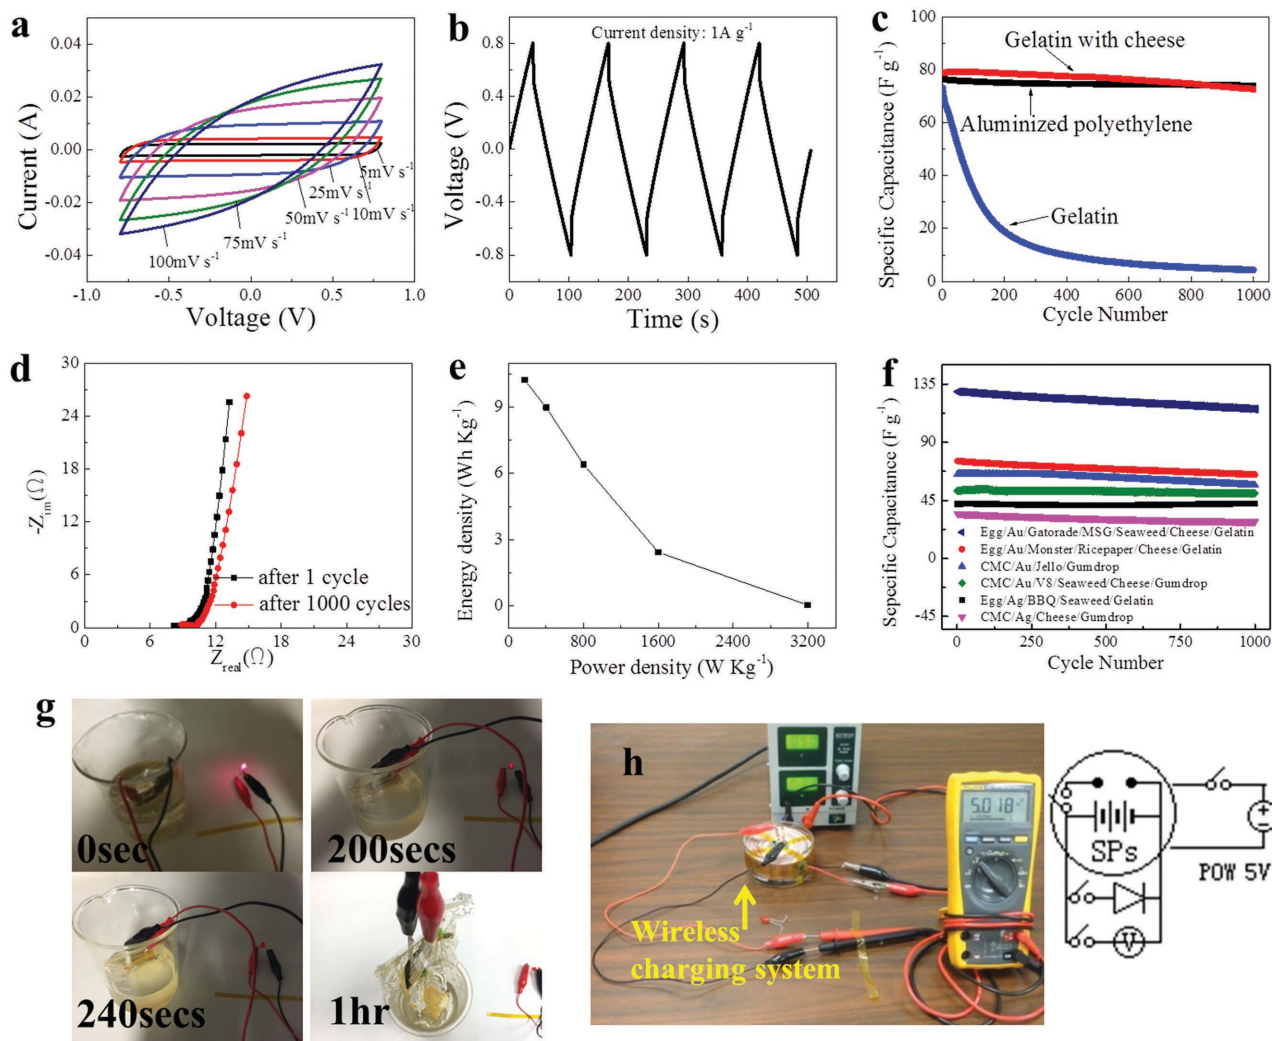 a
0.04
0.02
0.00
-0.02
-0.04
Current (A)
5mV s-1
10mV s-1
25mV s-1
50mV s-1
75mV s-1
100mV s-1
-1.0 -0.5 0.0 0.5 1.0
Voltage (V)
b
Current density: 1A g-1
0.8
0.4
0.0
-0.4
-0.8
Voltage (V)
0 100 200 300 400 500
Time (s)
c
100
80
60
40
20
0
Specific Capacitance (F g-1)
Gelatin with cheese
Aluminized polyethylene
Gelatin
0 200 400 600 800 1000
Cycle Number
d
30
24
18
12
6
0
-Zim(Ω)
after 1 cycle
after 1000 cycles
0 6 12 18 24 30
Zreal(Ω)
e
9
6
3
0
Energy density (Wh Kg-1)
0 800 1600 2400 3200
Power density (W Kg-1)
f
135
90
45
0
-45
Sepecific Capacitance (F g-1)
Egg/Au/Gatorade/MSG/Seaweed/Cheese/Gelatin
Egg/Au/Monster/Ricepaper/Cheese/Gelatin
CMC/Au/Jello/Gumdrop
CMC/Au/V8/Seaweed/Cheese/Gumdrop
Egg/Ag/BBQ/Seaweed/Gelatin
CMC/Ag/Cheese/Gumdrop
0 250 500 750 1000
Cycle Number
g
0sec
200secs
240secs
1hr
h
5.018
Wireless
charging system
SPs
POW 5V
V